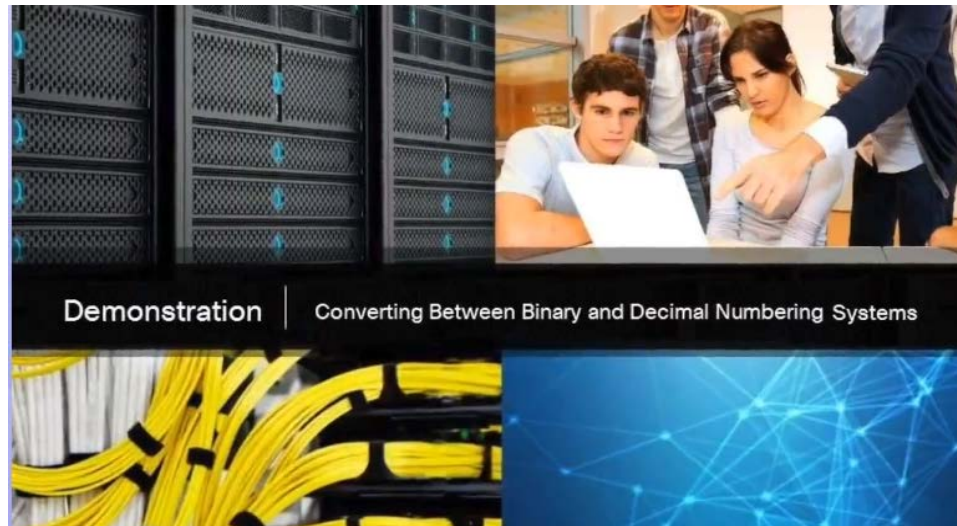 Demonstration | Converting Between Binary and Decimal Numbering Systems